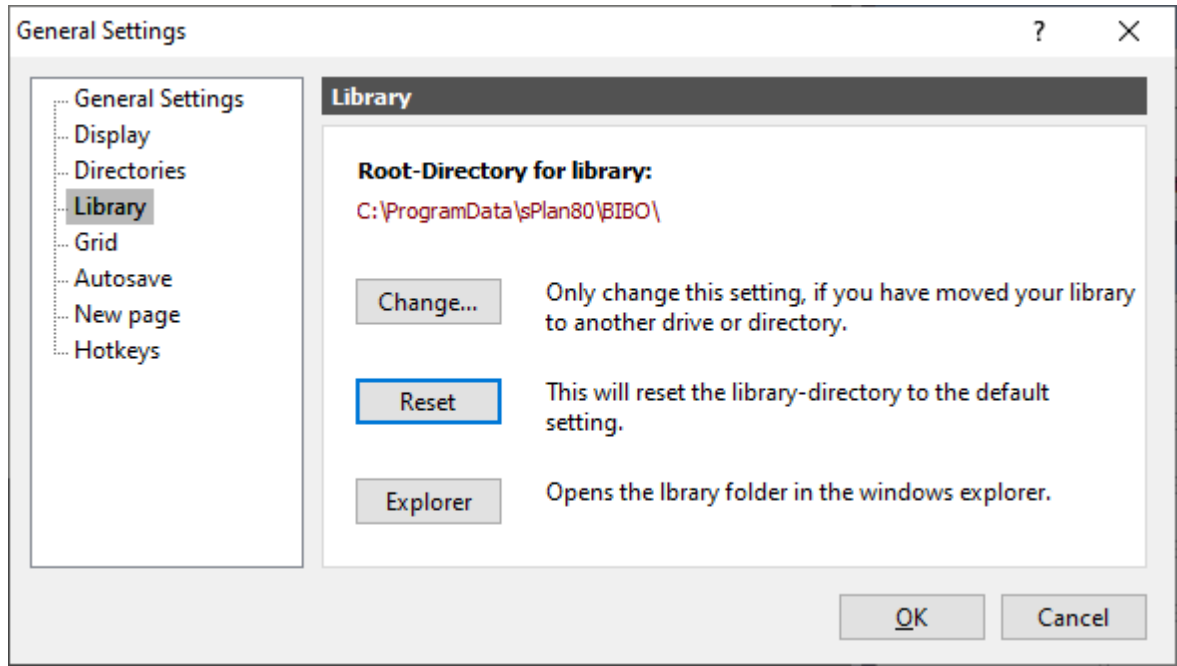 General Settings
?
General Settings
Display
Directories
Library
Grid
Autosave
New page
Hotkeys
Library
Root-Directory for library:
C:\ProgramData\sPlan80\BIBO\
Change...
Only change this setting, if you have moved your library
to another drive or directory.
Reset
This will reset the library-directory to the default
setting.
Explorer
Opens the lbrary folder in the windows explorer.
OK
Cancel